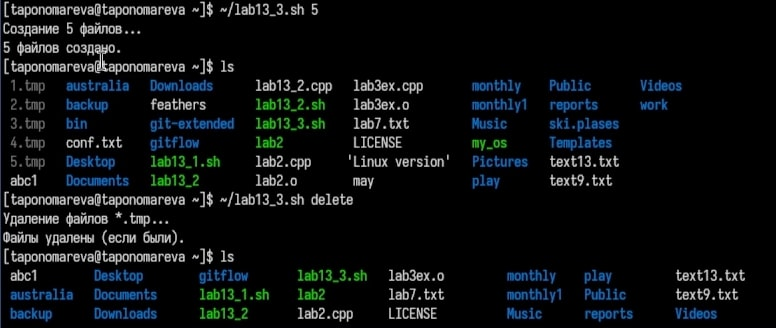 [taponomareva@taponomareva ~]$ ~/lab13_3.sh 5
Создание 5 файлов...
5 файлов создано.
[taponomareva@taponomareva ~]$ ls
1.tmp australia Downloads lab13_2.cpp lab3ex.cpp monthly Public Videos
2.tmp backup feathers lab13_2.sh lab3ex.o monthly1 reports work
3.tmp bin git-extended lab13_3.sh lab7.txt Music ski.plases
4.tmp conf.txt gitflow lab2 LICENSE my_os Templates
5.tmp Desktop lab13_1.sh lab2.cpp 'Linux version' Pictures text13.txt
abc1 Documents lab13_2 lab2.o may play text9.txt
[taponomareva@taponomareva ~]$ ~/lab13_3.sh delete
Удаление файлов *.tmp...
Файлы удалены (если были).
[taponomareva@taponomareva ~]$ ls
abc1 Desktop gitflow lab13_3.sh lab3ex.o monthly play text13.txt
australia Documents lab13_1.sh lab2 lab7.txt monthly1 Public text9.txt
backup Downloads lab13_2 lab2.cpp LICENSE Music reports Videos